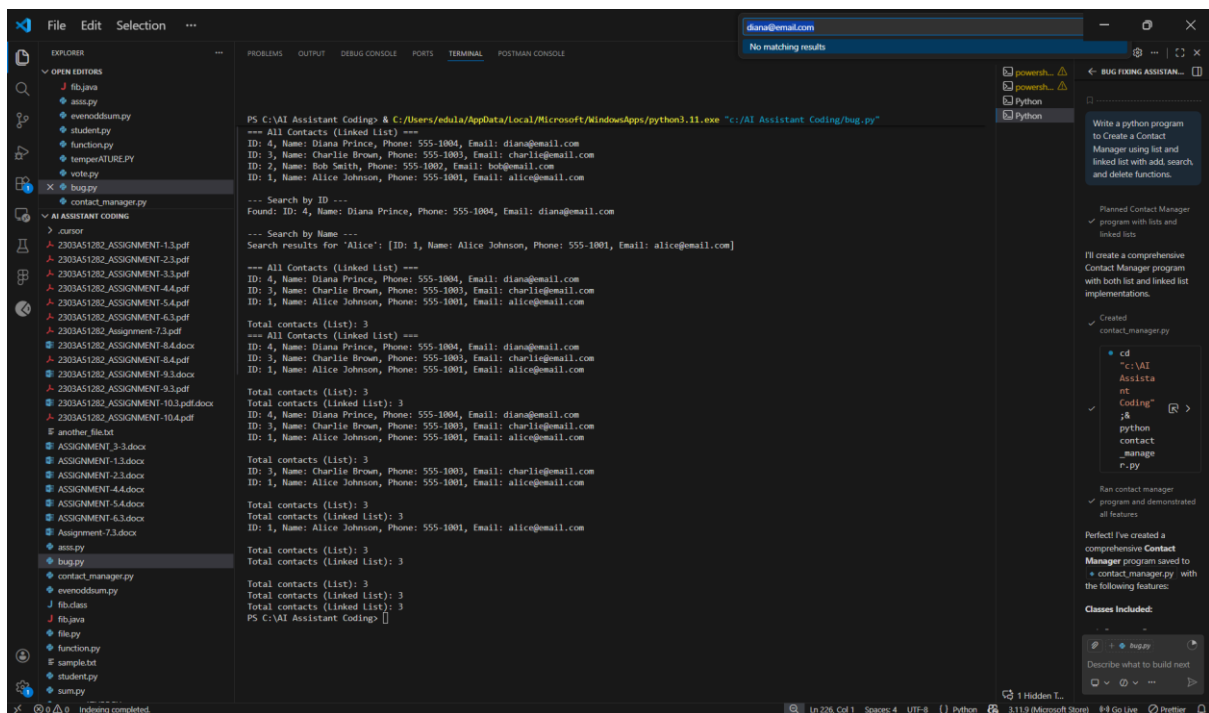 File Edit Selection ...
diana@email.com
No matching results
EXPLORER
OPEN EDITORS
fib.java
asss.py
evenoddsum.py
student.py
function.py
temperATURE.PY
vote.py
bug.py
contact_manager.py
AI ASSISTANT CODING
.cursor
2303A51282_ASSIGNMENT-1.3.pdf
2303A51282_ASSIGNMENT-2.3.pdf
2303A51282_ASSIGNMENT-3.3.pdf
2303A51282_ASSIGNMENT-4.4.pdf
2303A51282_ASSIGNMENT-5.4.pdf
2303A51282_ASSIGNMENT-6.3.pdf
2303A51282_Assignment-7.3.pdf
2303A51282_ASSIGNMENT-8.4.docx
2303A51282_ASSIGNMENT-8.4.pdf
2303A51282_ASSIGNMENT-9.3.docx
2303A51282_ASSIGNMENT-9.3.pdf
2303A51282_ASSIGNMENT-10.3.pdf.docx
2303A51282_ASSIGNMENT-10.4.pdf
another_file.txt
ASSIGNMENT_3-3.docx
ASSIGNMENT-1.3.docx
ASSIGNMENT-2.3.docx
ASSIGNMENT-4.4.docx
ASSIGNMENT-5.4.docx
ASSIGNMENT-6.3.docx
Assignment-7.3.docx
asss.py
bug.py
contact_manager.py
evenoddsum.py
fib.class
fib.java
file.py
function.py
sample.txt
student.py
sum.py
PROBLEMS OUTPUT DEBUG CONSOLE PORTS TERMINAL POSTMAN CONSOLE
PS C:\AI Assistant Coding> & C:/Users/edula/AppData/Local/Microsoft/WindowsApps/python3.11.exe "c:/AI Assistant Coding/bug.py"
=== All Contacts (Linked List) ===
ID: 4, Name: Diana Prince, Phone: 555-1004, Email: diana@email.com
ID: 3, Name: Charlie Brown, Phone: 555-1003, Email: charlie@email.com
ID: 2, Name: Bob Smith, Phone: 555-1002, Email: bob@email.com
ID: 1, Name: Alice Johnson, Phone: 555-1001, Email: alice@email.com
--- Search by ID ---
Found: ID: 4, Name: Diana Prince, Phone: 555-1004, Email: diana@email.com
--- Search by Name ---
Search results for 'Alice': [ID: 1, Name: Alice Johnson, Phone: 555-1001, Email: alice@email.com]
=== All Contacts (Linked List) ===
ID: 4, Name: Diana Prince, Phone: 555-1004, Email: diana@email.com
ID: 3, Name: Charlie Brown, Phone: 555-1003, Email: charlie@email.com
ID: 1, Name: Alice Johnson, Phone: 555-1001, Email: alice@email.com
Total contacts (List): 3
=== All Contacts (Linked List) ===
ID: 4, Name: Diana Prince, Phone: 555-1004, Email: diana@email.com
ID: 3, Name: Charlie Brown, Phone: 555-1003, Email: charlie@email.com
ID: 1, Name: Alice Johnson, Phone: 555-1001, Email: alice@email.com
Total contacts (List): 3
Total contacts (Linked List): 3
ID: 4, Name: Diana Prince, Phone: 555-1004, Email: diana@email.com
ID: 3, Name: Charlie Brown, Phone: 555-1003, Email: charlie@email.com
ID: 1, Name: Alice Johnson, Phone: 555-1001, Email: alice@email.com
Total contacts (List): 3
ID: 3, Name: Charlie Brown, Phone: 555-1003, Email: charlie@email.com
ID: 1, Name: Alice Johnson, Phone: 555-1001, Email: alice@email.com
Total contacts (List): 3
Total contacts (Linked List): 3
ID: 1, Name: Alice Johnson, Phone: 555-1001, Email: alice@email.com
Total contacts (List): 3
Total contacts (Linked List): 3
Total contacts (List): 3
Total contacts (Linked List): 3
Total contacts (Linked List): 3
PS C:\AI Assistant Coding>
powersh...
powersh...
Python
Python
1 Hidden T...
BUG FIXING ASSISTAN...
Write a python program
to Create a Contact
Manager using list and
linked list with add, search,
and delete functions.
Planned Contact Manager
program with lists and
linked lists
I'll create a comprehensive
Contact Manager program
with both list and linked list
implementations.
Created
contact_manager.py
cd
"c:\AI
Assista
nt
Coding"
;&
python
contact
_manage
r.py
Ran contact manager
program and demonstrated
all features
Perfect! I've created a
comprehensive Contact
Manager program saved to
contact_manager.py with
the following features:
Classes Included:
bug.py
Describe what to build next
0 0 Indexing completed.
Ln 226, Col 1 Spaces: 4 UTF-8 {} Python 3.11.9 (Microsoft Store) Go Live Prettier